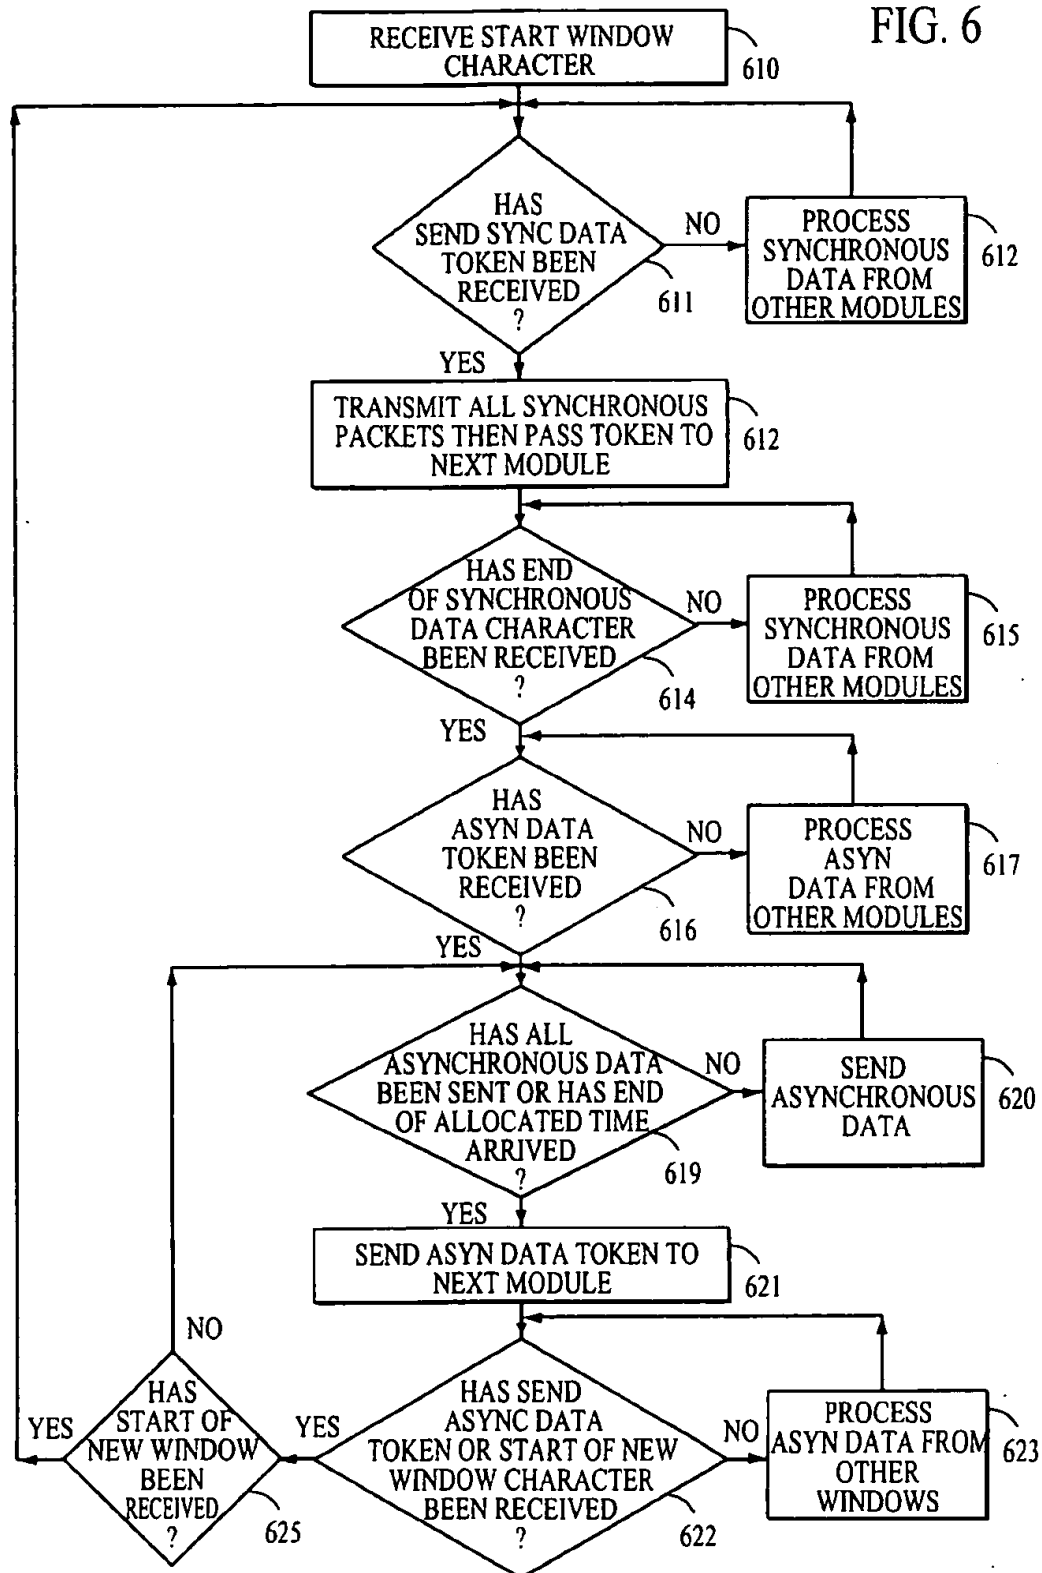 FIG. 6
RECEIVE START WINDOW
CHARACTER
610
HAS
SEND SYNC DATA
TOKEN BEEN
RECEIVED
?
611
NO
PROCESS
SYNCHRONOUS
DATA FROM
OTHER MODULES
612
YES
TRANSMIT ALL SYNCHRONOUS
PACKETS THEN PASS TOKEN TO
NEXT MODULE
612
HAS END
OF SYNCHRONOUS
DATA CHARACTER
BEEN RECEIVED
?
614
NO
PROCESS
SYNCHRONOUS
DATA FROM
OTHER MODULES
615
YES
HAS
ASYN DATA
TOKEN BEEN
RECEIVED
?
616
NO
PROCESS
ASYN
DATA FROM
OTHER MODULES
617
YES
HAS ALL
ASYNCHRONOUS DATA
BEEN SENT OR HAS END
OF ALLOCATED TIME
ARRIVED
?
619
NO
SEND
ASYNCHRONOUS
DATA
620
YES
SEND ASYN DATA TOKEN TO
NEXT MODULE
621
HAS SEND
ASYNC DATA
TOKEN OR START OF NEW
WINDOW CHARACTER
BEEN RECEIVED
?
622
NO
PROCESS
ASYN DATA FROM
OTHER
WINDOWS
623
YES
HAS
START OF
NEW WINDOW
BEEN
RECEIVED
?
625
NO
YES